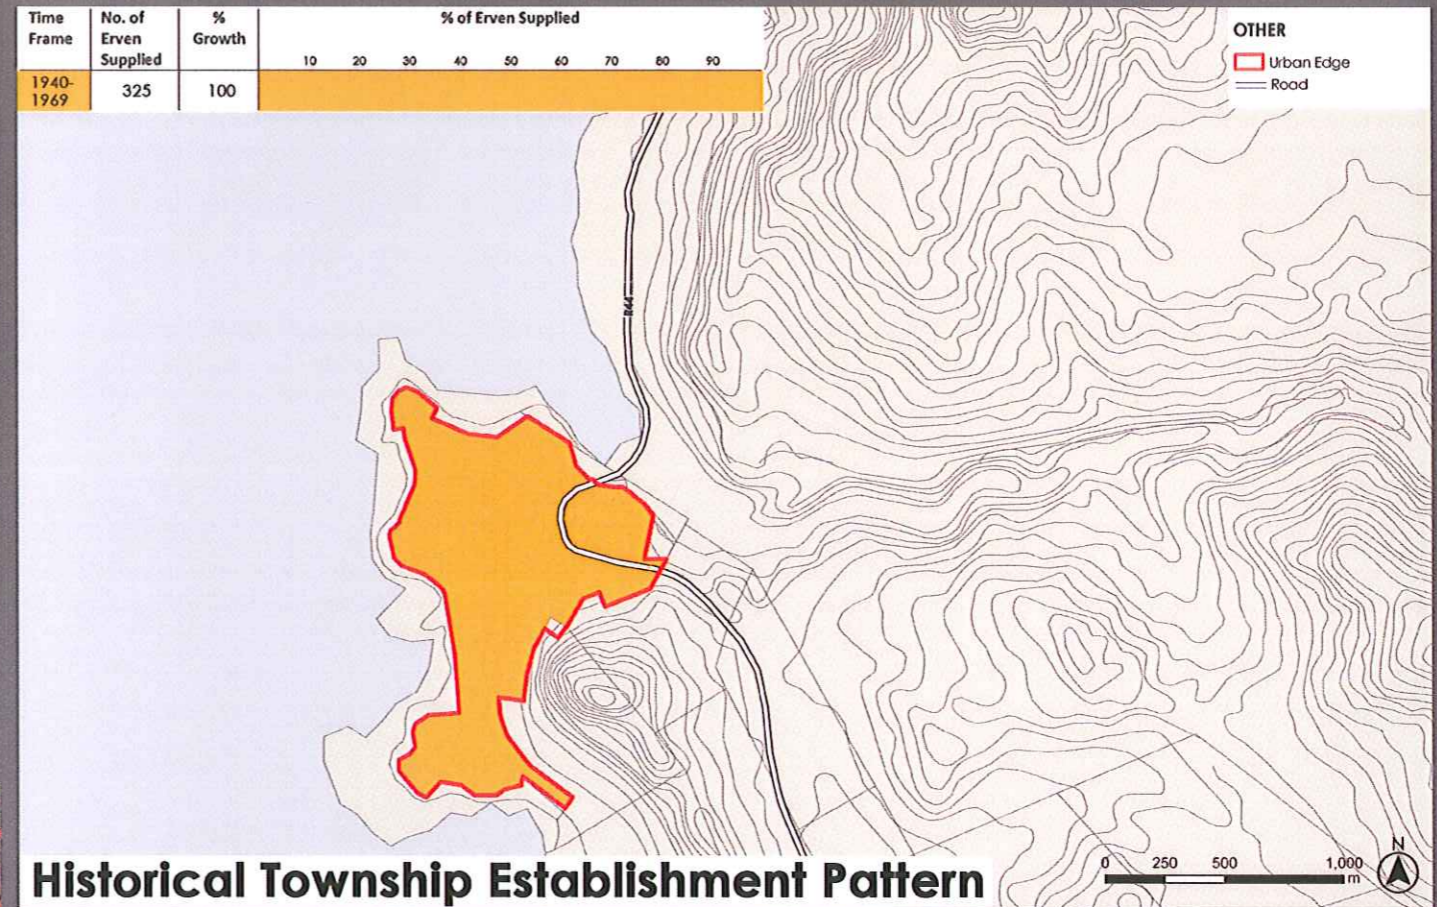 Time Frame
No. of Erven Supplied
% Growth
% of Erven Supplied
10 20 30 40 50 60 70 80 90
1940-1969
325
100
OTHER
Urban Edge
Road
R44
Historical Township Establishment Pattern
0 250 500 1,000
m
N